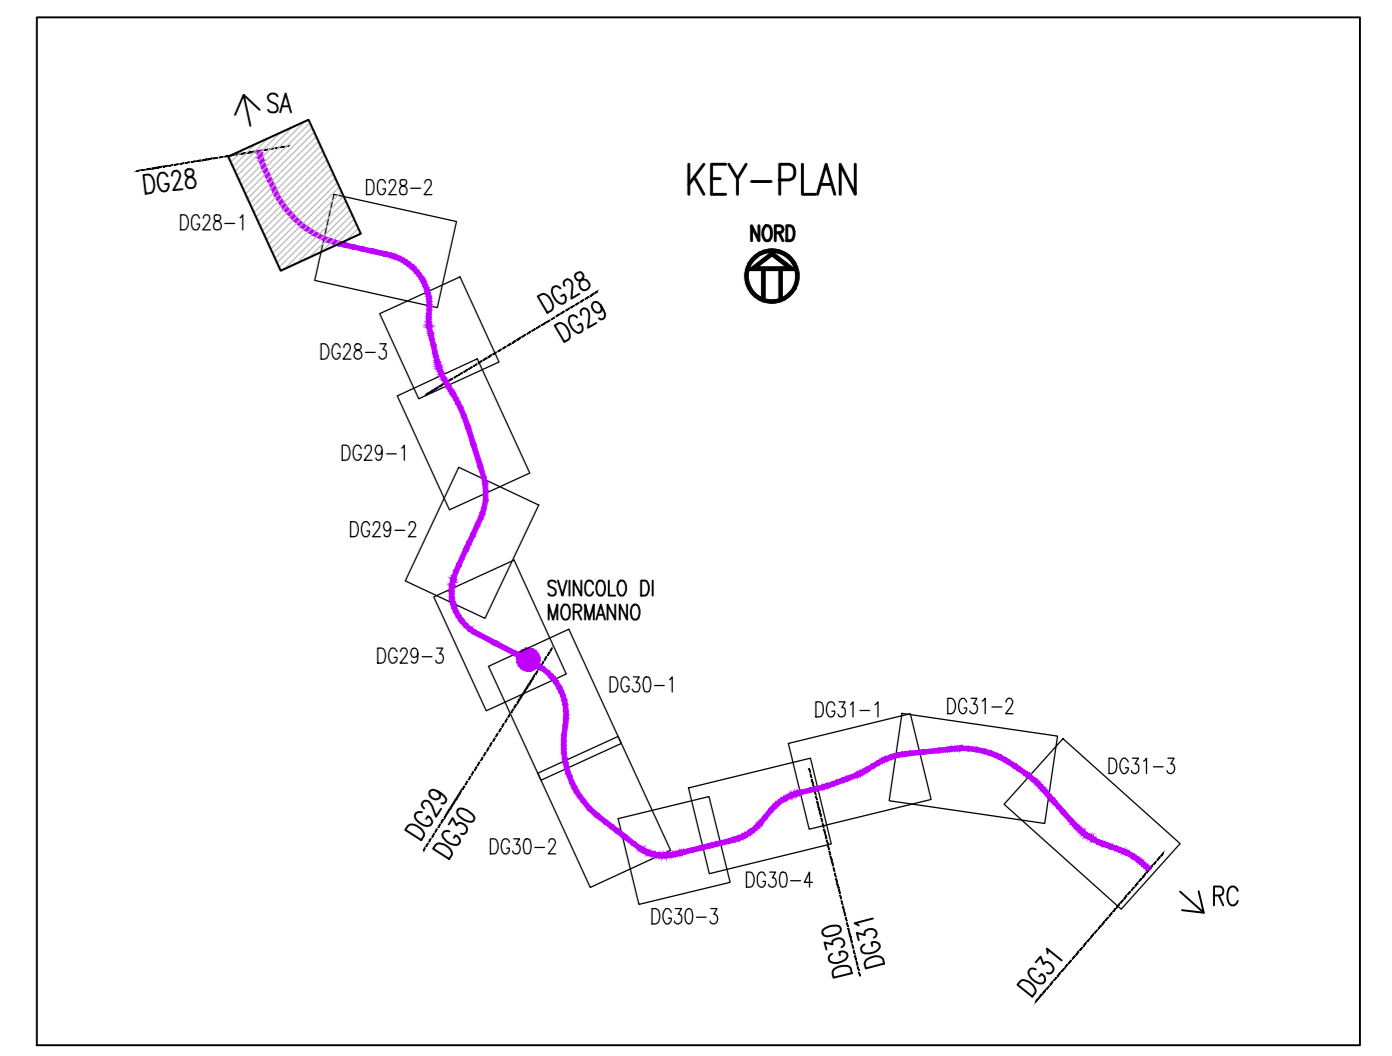 SA
DG28
DG28-1
DG28-2
KEY-PLAN
NORD
DG28
DG29
DG28-3
DG29-1
DG29-2
SVINCOLO DI
MORMANNO
DG29-3
DG30-1
DG29
DG30
DG30-2
DG30-3
DG30-4
DG31-1
DG31-2
DG31-3
DG30
DG31
RC
DG31